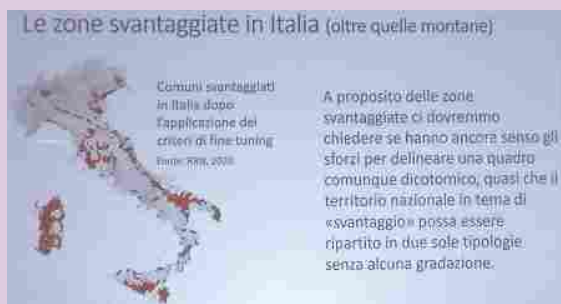 Le zone svantaggiate in Italia (oltre quelle montane)
Comuni svantaggiati
in Italia dopo
l'applicazione dei
criteri di fine tuning
Fonte: RRN, 2020
A proposito delle zone
svantaggiate ci dovremmo
chiedere se hanno ancora senso gli
sforzi per delineare una quadro
comunque dicotomico, quasi che il
territorio nazionale in tema di
«svantaggio» possa essere
ripartito in due sole tipologie
senza alcuna gradazione.